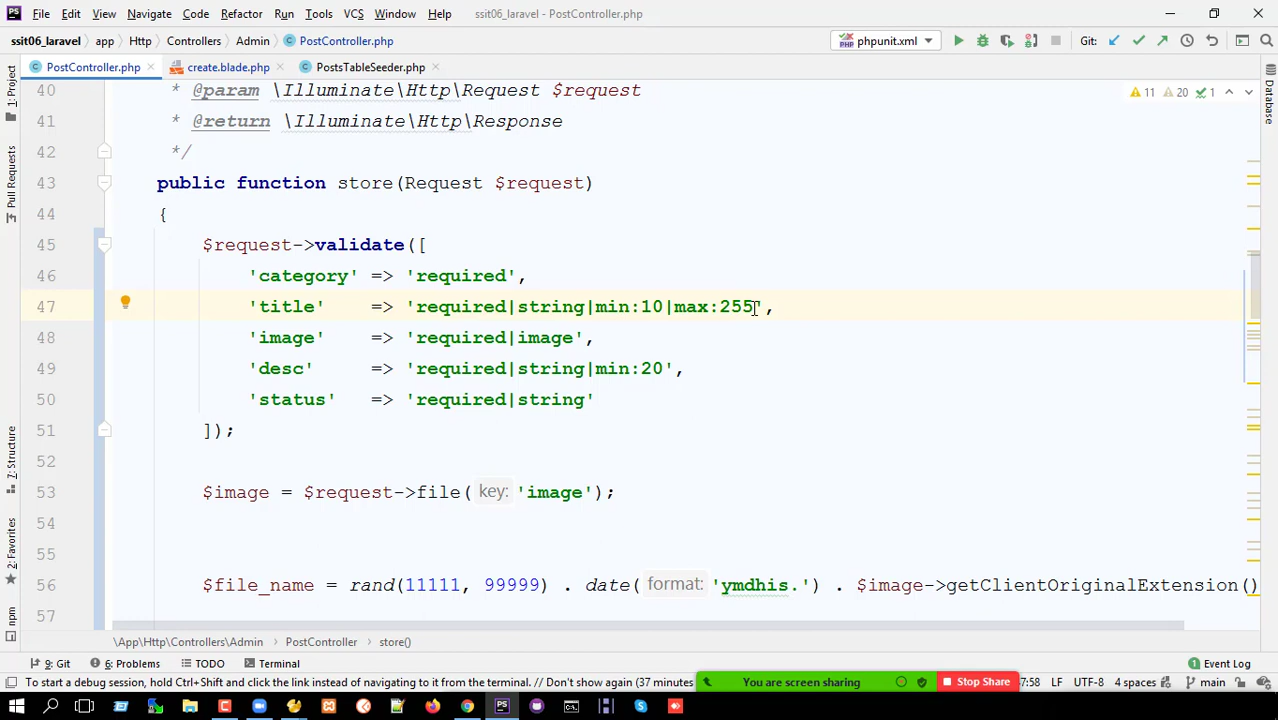 File Edit View Navigate Code Refactor Run Tools VCS Window Help ssit06_laravel - PostController.php
ssit06_laravel app Http Controllers Admin PostController.php phpunit.xml Git:
PostController.php create.blade.php PostsTableSeeder.php
11 20 1
1: Project
Pull Requests
7: Structure
2: Favorites
npm
Database
40 * @param \Illuminate\Http\Request $request
41 * @return \Illuminate\Http\Response
42 */
43 public function store(Request $request)
44 {
45 $request->validate([
46 'category' => 'required',
47 'title' => 'required|string|min:10|max:255',
48 'image' => 'required|image',
49 'desc' => 'required|string|min:20',
50 'status' => 'required|string'
51 ]);
52
53 $image = $request->file( key: 'image');
54
55
56 $file_name = rand(11111, 99999) . date( format: 'ymdhis.') . $image->getClientOriginalExtension()
57
\App\Http\Controllers\Admin PostController store()
9: Git 6: Problems TODO Terminal Event Log
To start a debug session, hold Ctrl+Shift and click the link instead of navigating to it from the terminal. // Don't show again (37 minutes You are screen sharing Stop Share 7:58 LF UTF-8 4 spaces main